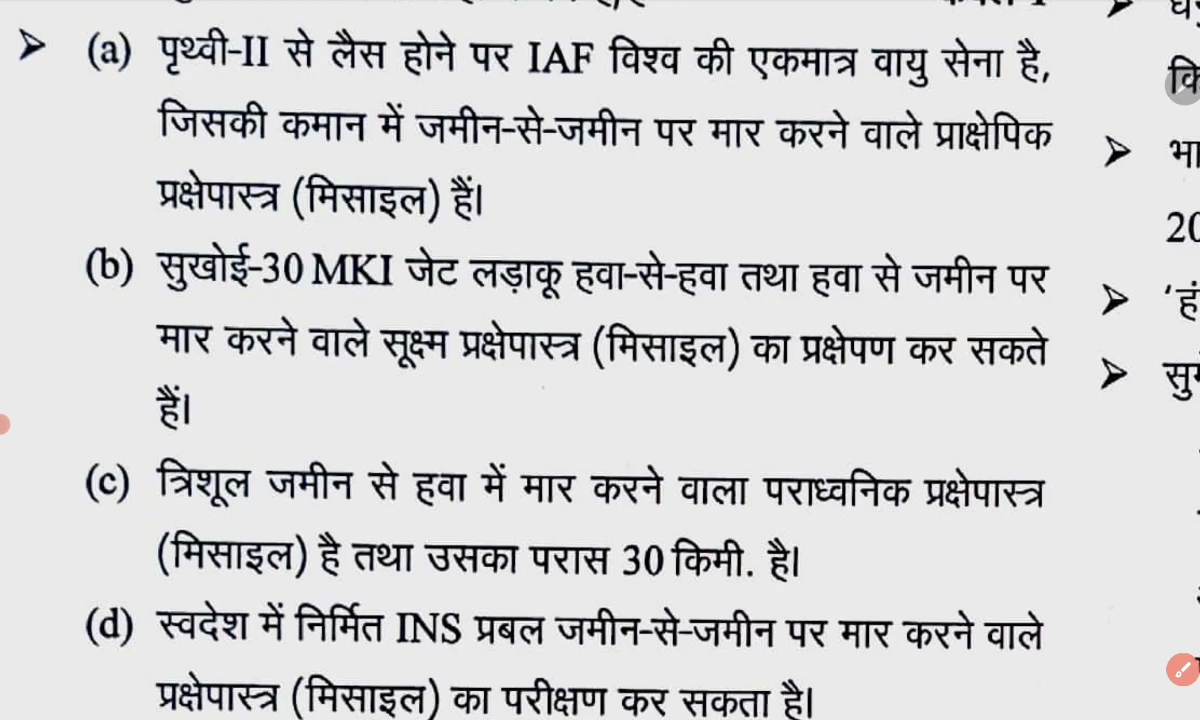 (a) पृथ्वी-II से लैस होने पर IAF विश्व की एकमात्र वायु सेना है,
जिसकी कमान में जमीन-से-जमीन पर मार करने वाले प्राक्षेपिक
प्रक्षेपास्त्र (मिसाइल) हैं।
(b) सुखोई-30 MKI जेट लड़ाकू हवा-से-हवा तथा हवा से जमीन पर
मार करने वाले सूक्ष्म प्रक्षेपास्त्र (मिसाइल) का प्रक्षेपण कर सकते
हैं।
(c) त्रिशूल जमीन से हवा में मार करने वाला पराध्वनिक प्रक्षेपास्त्र
(मिसाइल) है तथा उसका परास 30 किमी. है।
(d) स्वदेश में निर्मित INS प्रबल जमीन-से-जमीन पर मार करने वाले
प्रक्षेपास्त्र (मिसाइल) का परीक्षण कर सकता है।